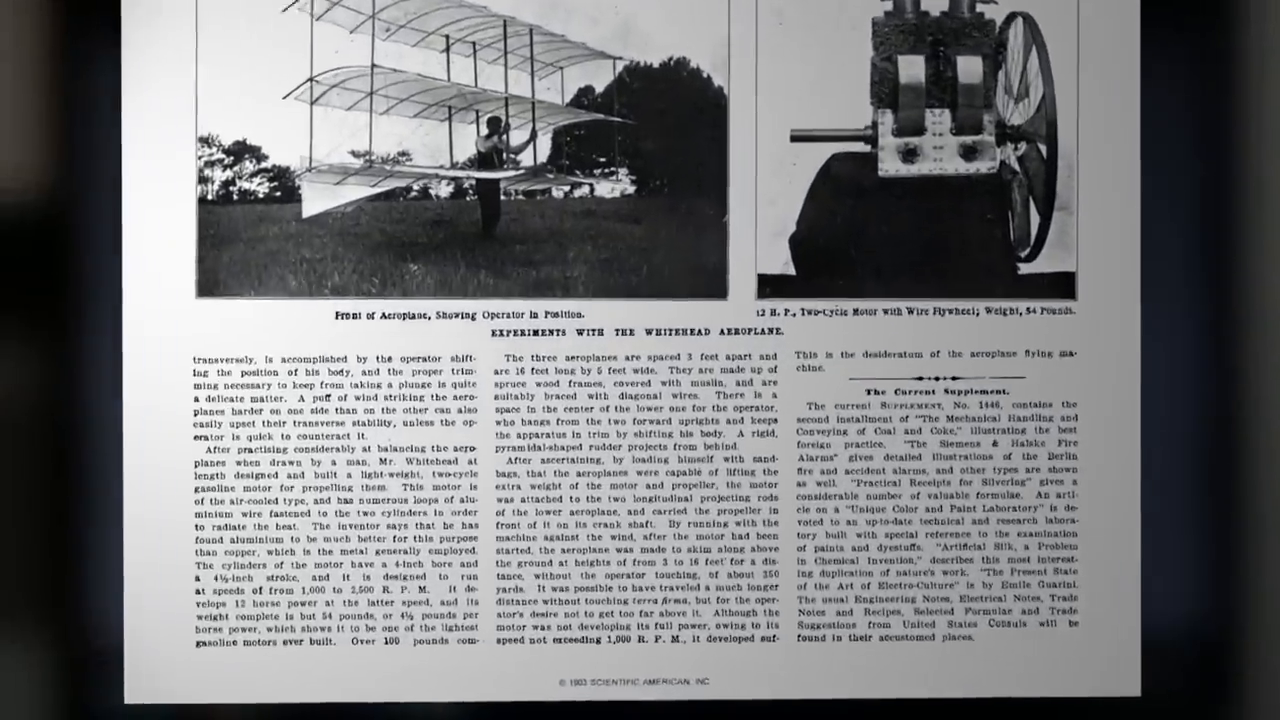 Front of Aeroplane, Showing Operator in Position.
12 H. P., Two-Cycle Motor with Wire Flywheel; Weight, 54 Pounds.
EXPERIMENTS WITH THE WHITEHEAD AEROPLANE.
transversely, is accomplished by the operator shift-
ing the position of his body, and the proper trim-
ming necessary to keep from taking a plunge is quite
a delicate matter. A puff of wind striking the aero-
planes harder on one side than on the other can also
easily upset their transverse stability, unless the op-
erator is quick to counteract it.
After practising considerably at balancing the aero-
planes when drawn by a man, Mr. Whitehead at
length designed and built a light-weight, two-cycle
gasoline motor for propelling them. This motor is
of the air-cooled type, and has numerous loops of alu-
minium wire fastened to the two cylinders in order
to radiate the heat. The inventor says that he has
found aluminium to be much better for this purpose
than copper, which is the metal generally employed.
The cylinders of the motor have a 4-inch bore and
a 4½-inch stroke, and it is designed to run
at speeds of from 1,000 to 2,500 R. P. M. It de-
velops 12 horse power at the latter speed, and its
weight complete is but 54 pounds, or 4½ pounds per
horse power, which shows it to be one of the lightest
gasoline motors ever built. Over 100 pounds com-
The three aeroplanes are spaced 3 feet apart and
are 16 feet long by 5 feet wide. They are made up of
spruce wood frames, covered with muslin, and are
suitably braced with diagonal wires. There is a
space in the center of the lower one for the operator,
who hangs from the two forward uprights and keeps
the apparatus in trim by shifting his body. A rigid,
pyramidal-shaped rudder projects from behind.
After ascertaining, by loading himself with sand-
bags, that the aeroplanes were capable of lifting the
extra weight of the motor and propeller, the motor
was attached to the two longitudinal projecting rods
of the lower aeroplane, and carried the propeller in
front of it on its crank shaft. By running with the
machine against the wind, after the motor had been
started, the aeroplane was made to skim along above
the ground at heights of from 3 to 16 feet for a dis-
tance, without the operator touching, of about 350
yards. It was possible to have traveled a much longer
distance without touching terra firma, but for the oper-
ator's desire not to get too far above it. Although the
motor was not developing its full power, owing to its
speed not exceeding 1,000 R. P. M., it developed suf-
This is the desideratum of the aeroplane flying ma-
chine.
The Current Supplement.
The current SUPPLEMENT, No. 1446, contains the
second installment of "The Mechanical Handling and
Conveying of Coal and Coke," illustrating the best
foreign practice. "The Siemens & Halske Fire
Alarms" gives detailed illustrations of the Berlin
fire and accident alarms, and other types are shown
as well. "Practical Receipts for Silvering" gives a
considerable number of valuable formulae. An arti-
cle on a "Unique Color and Paint Laboratory" is de-
voted to an up-to-date technical and research labora-
tory built with special reference to the examination
of paints and dyestuffs. "Artificial Silk, a Problem
in Chemical Invention," describes this most interest-
ing duplication of nature's work. "The Present State
of the Art of Electro-Culture" is by Emile Guarini.
The usual Engineering Notes, Electrical Notes, Trade
Notes and Recipes, Selected Formulae and Trade
Suggestions from United States Consuls will be
found in their accustomed places.
© 1903 SCIENTIFIC AMERICAN, INC